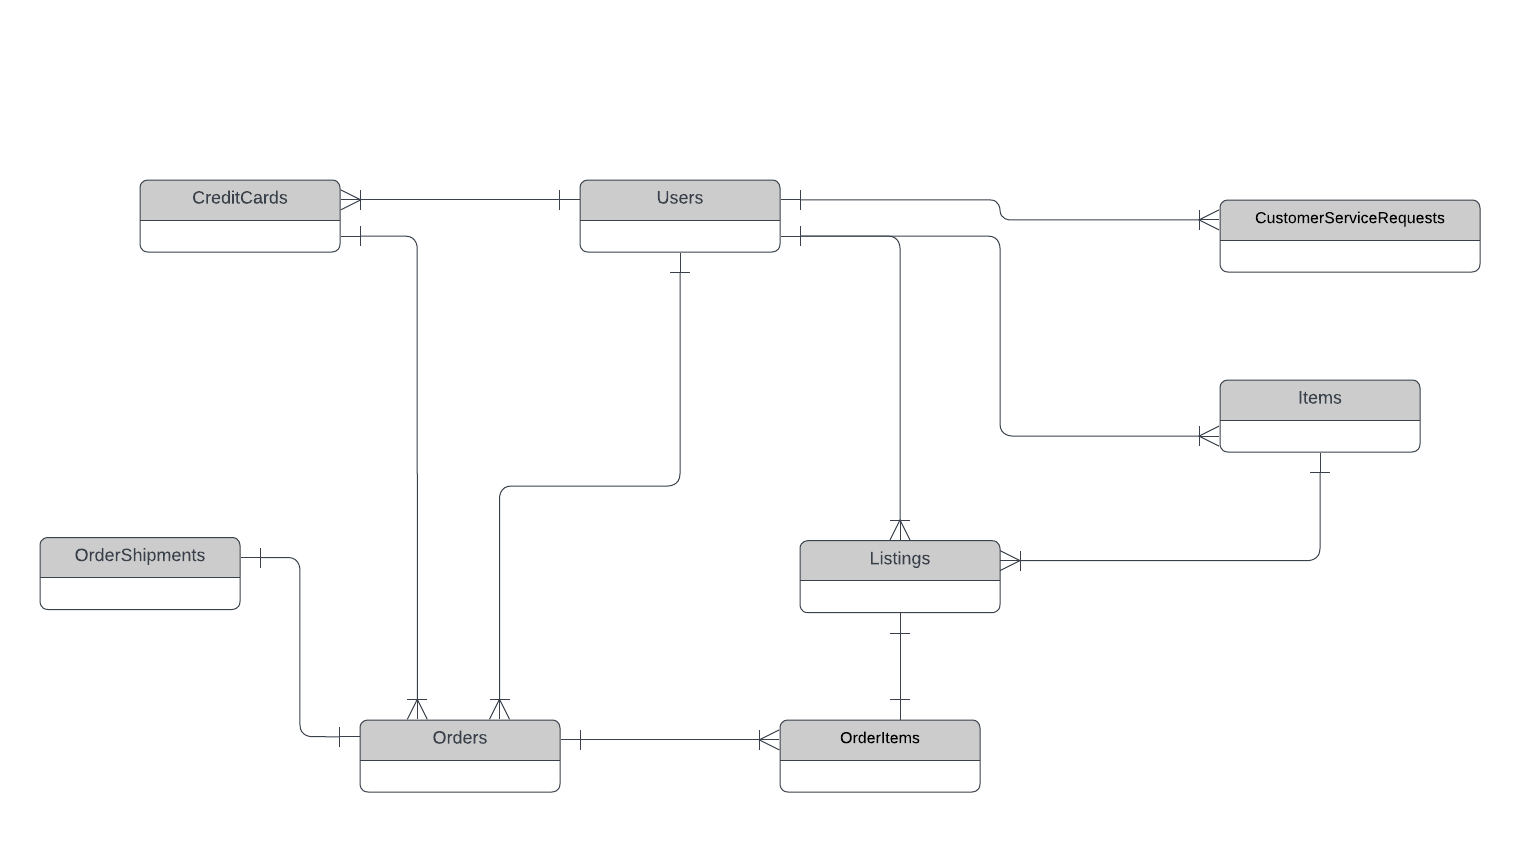 CreditCards
Users
CustomerServiceRequests
Items
OrderShipments
Listings
Orders
OrderItems